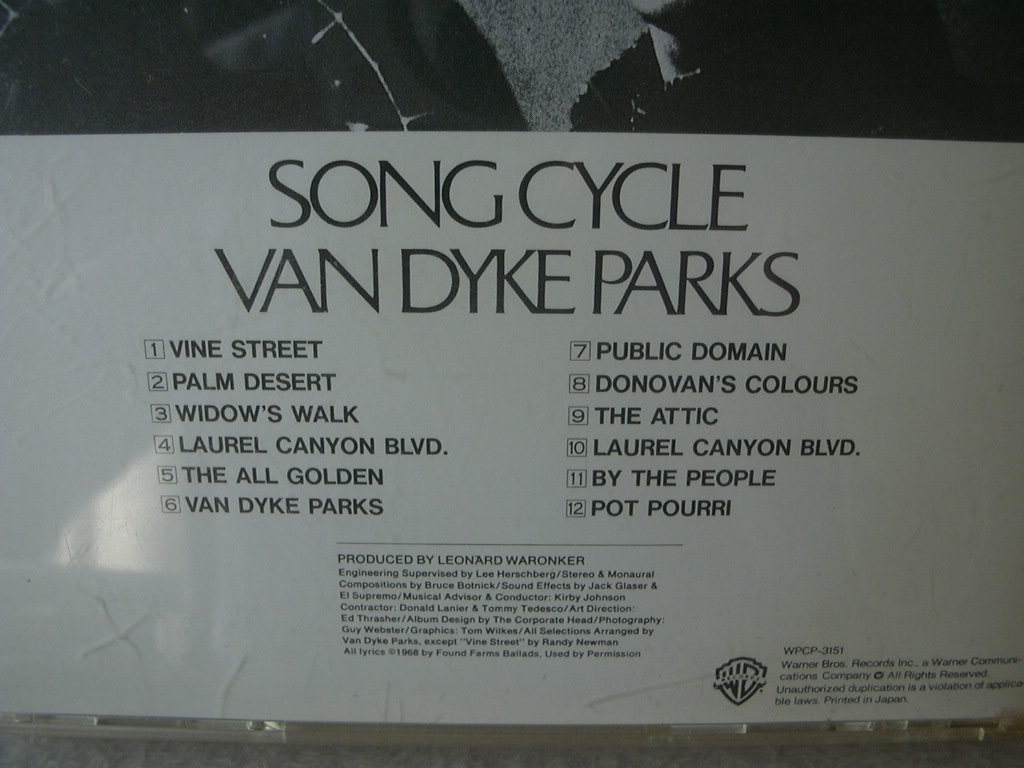 SONG CYCLE
VAN DYKE PARKS
1 VINE STREET
2 PALM DESERT
3 WIDOW'S WALK
4 LAUREL CANYON BLVD.
5 THE ALL GOLDEN
6 VAN DYKE PARKS
7 PUBLIC DOMAIN
8 DONOVAN'S COLOURS
9 THE ATTIC
10 LAUREL CANYON BLVD.
11 BY THE PEOPLE
12 POT POURRI
PRODUCED BY LEONARD WARONKER
Engineering Supervised by Lee Herschberg/Stereo & Monaural
Compositions by Bruce Botnick/Sound Effects by Jack Glaser &
El Supremo/Musical Advisor & Conductor: Kirby Johnson
Contractor: Donald Lanier & Tommy Tedesco/Art Direction:
Ed Thrasher/Album Design by The Corporate Head/Photography:
Guy Webster/Graphics: Tom Wilkes/All Selections Arranged by
Van Dyke Parks, except "Vine Street" by Randy Newman
All lyrics ©1968 by Found Farms Ballads, Used by Permission
WPCP-3151
Warner Bros. Records Inc., a Warner Communi-
cations Company ℗ All Rights Reserved.
Unauthorized duplication is a violation of applica-
ble laws. Printed in Japan.
RECORDS